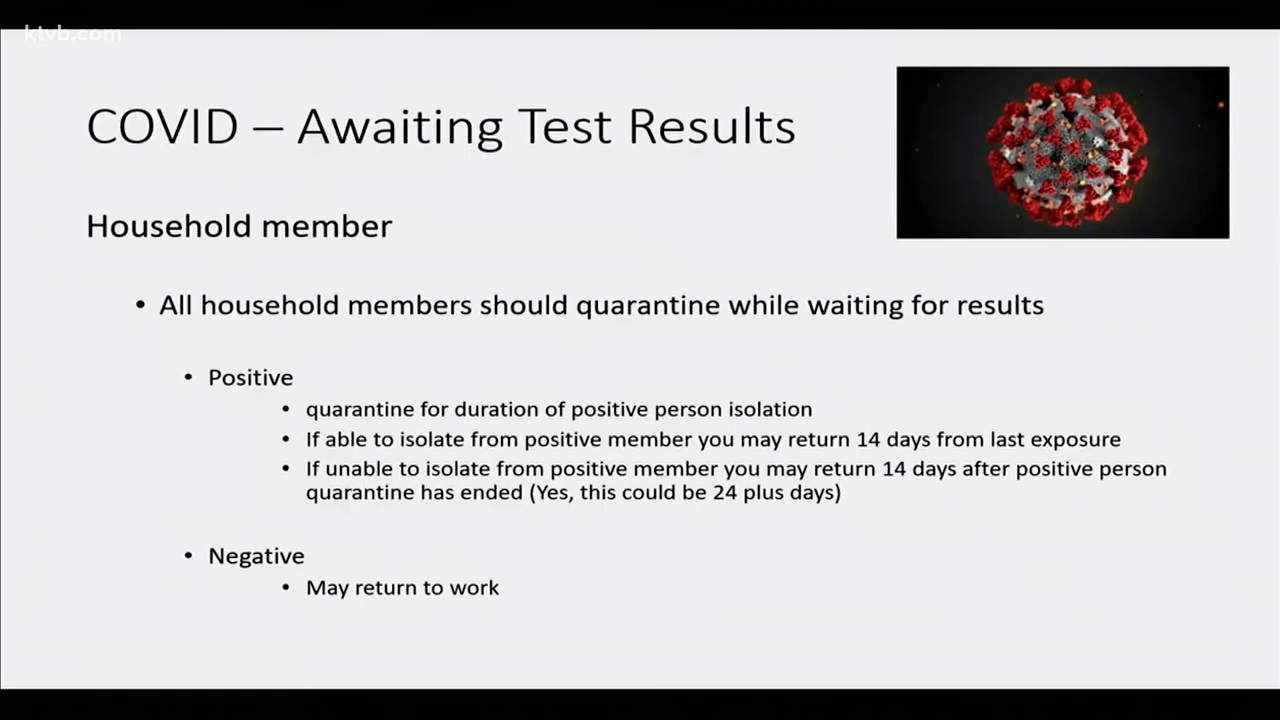 ktvb.com
COVID – Awaiting Test Results
Household member
• All household members should quarantine while waiting for results
• Positive
• quarantine for duration of positive person isolation
• If able to isolate from positive member you may return 14 days from last exposure
• If unable to isolate from positive member you may return 14 days after positive person
quarantine has ended (Yes, this could be 24 plus days)
• Negative
• May return to work